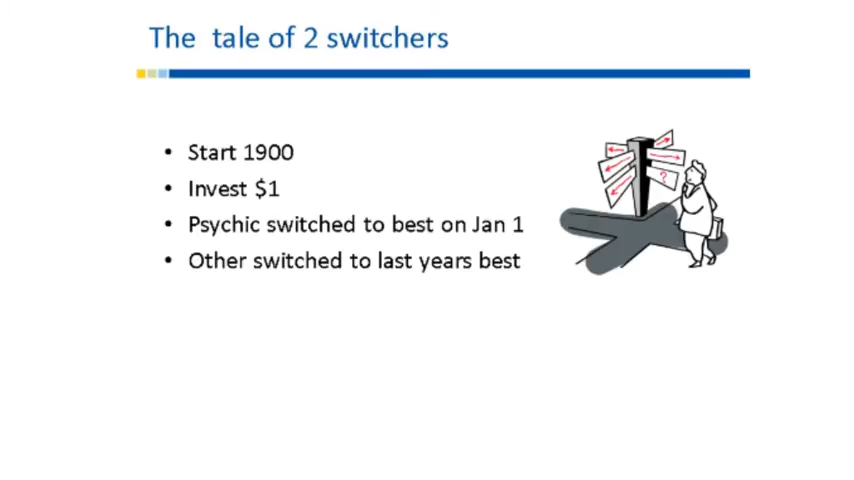 The tale of 2 switchers
• Start 1900
• Invest $1
• Psychic switched to best on Jan 1
• Other switched to last years best
?